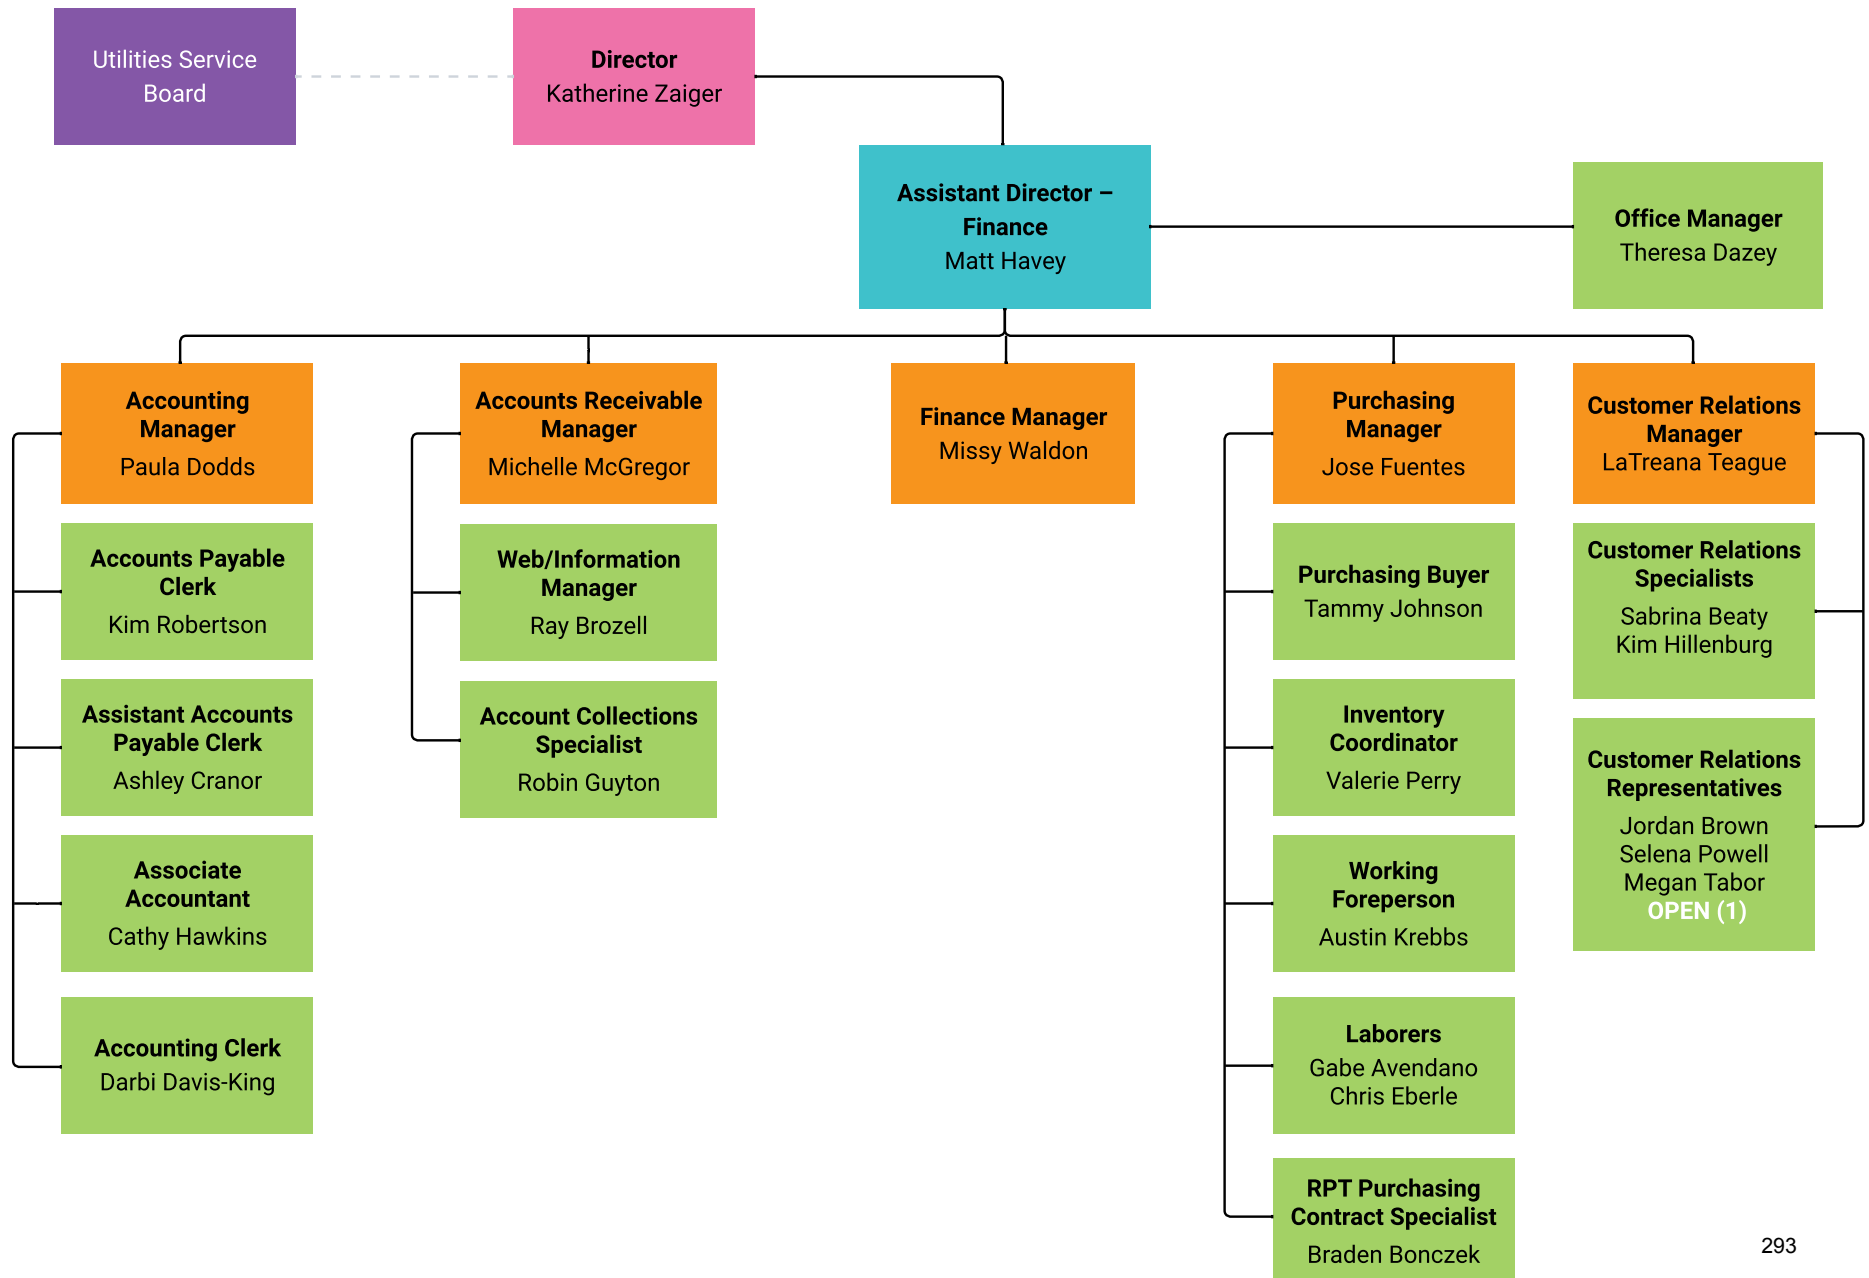 Utilities Service
Board
Director
Katherine Zaiger
Assistant Director –
Finance
Matt Havey
Office Manager
Theresa Dazey
Accounting
Manager
Paula Dodds
Accounts Receivable
Manager
Michelle McGregor
Finance Manager
Missy Waldon
Purchasing
Manager
Jose Fuentes
Customer Relations
Manager
LaTreana Teague
Accounts Payable
Clerk
Kim Robertson
Assistant Accounts
Payable Clerk
Ashley Cranor
Associate
Accountant
Cathy Hawkins
Accounting Clerk
Darbi Davis-King
Web/Information
Manager
Ray Brozell
Account Collections
Specialist
Robin Guyton
Purchasing Buyer
Tammy Johnson
Inventory
Coordinator
Valerie Perry
Working
Foreperson
Austin Krebbs
Laborers
Gabe Avendano
Chris Eberle
RPT Purchasing
Contract Specialist
Braden Bonczek
Customer Relations
Specialists
Sabrina Beaty
Kim Hillenburg
Customer Relations
Representatives
Jordan Brown
Selena Powell
Megan Tabor
OPEN (1)
293